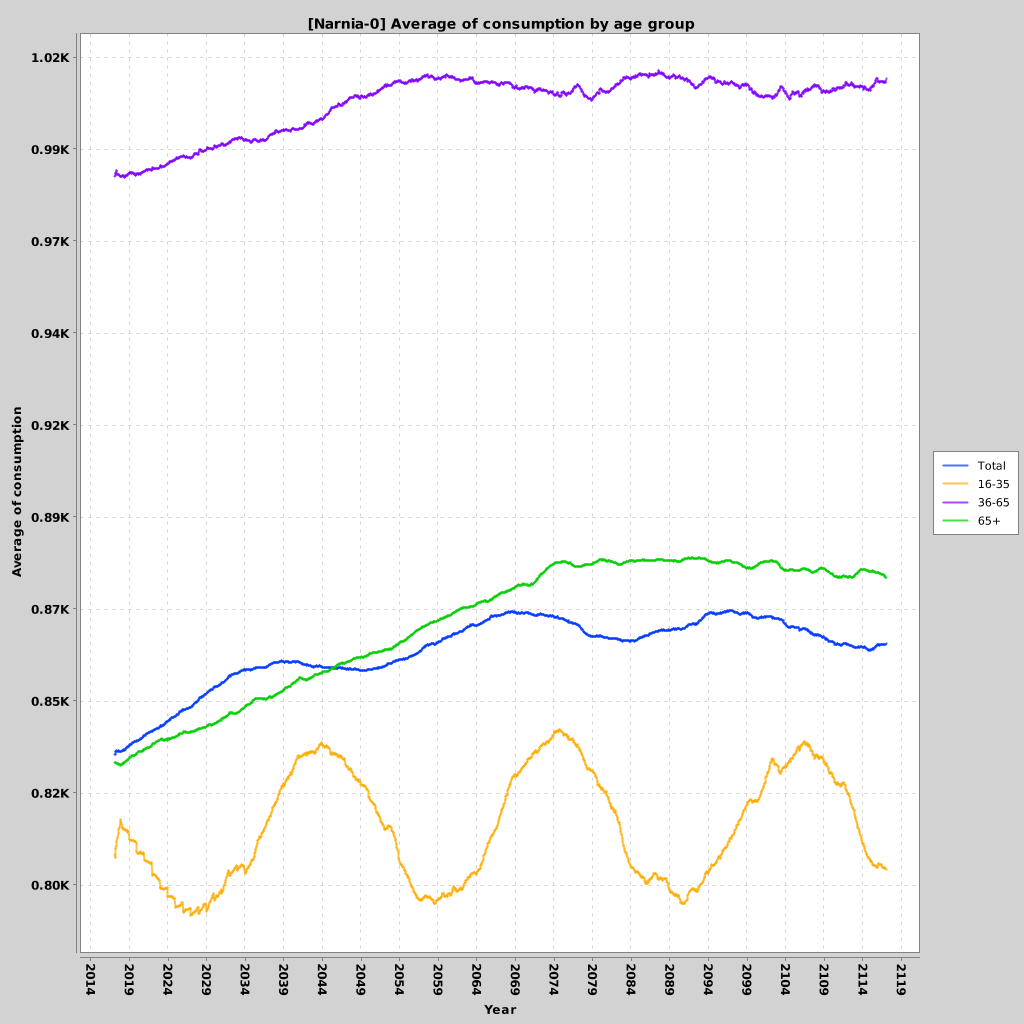 [Narnia-0] Average of consumption by age group
1.02K
0.99K
0.97K
0.94K
0.92K
0.89K
0.87K
0.85K
0.82K
0.80K
Average of consumption
2014
2019
2024
2029
2034
2039
2044
2049
2054
2059
2064
2069
2074
2079
2084
2089
2094
2099
2104
2109
2114
2119
Year
Total
16-35
36-65
65+